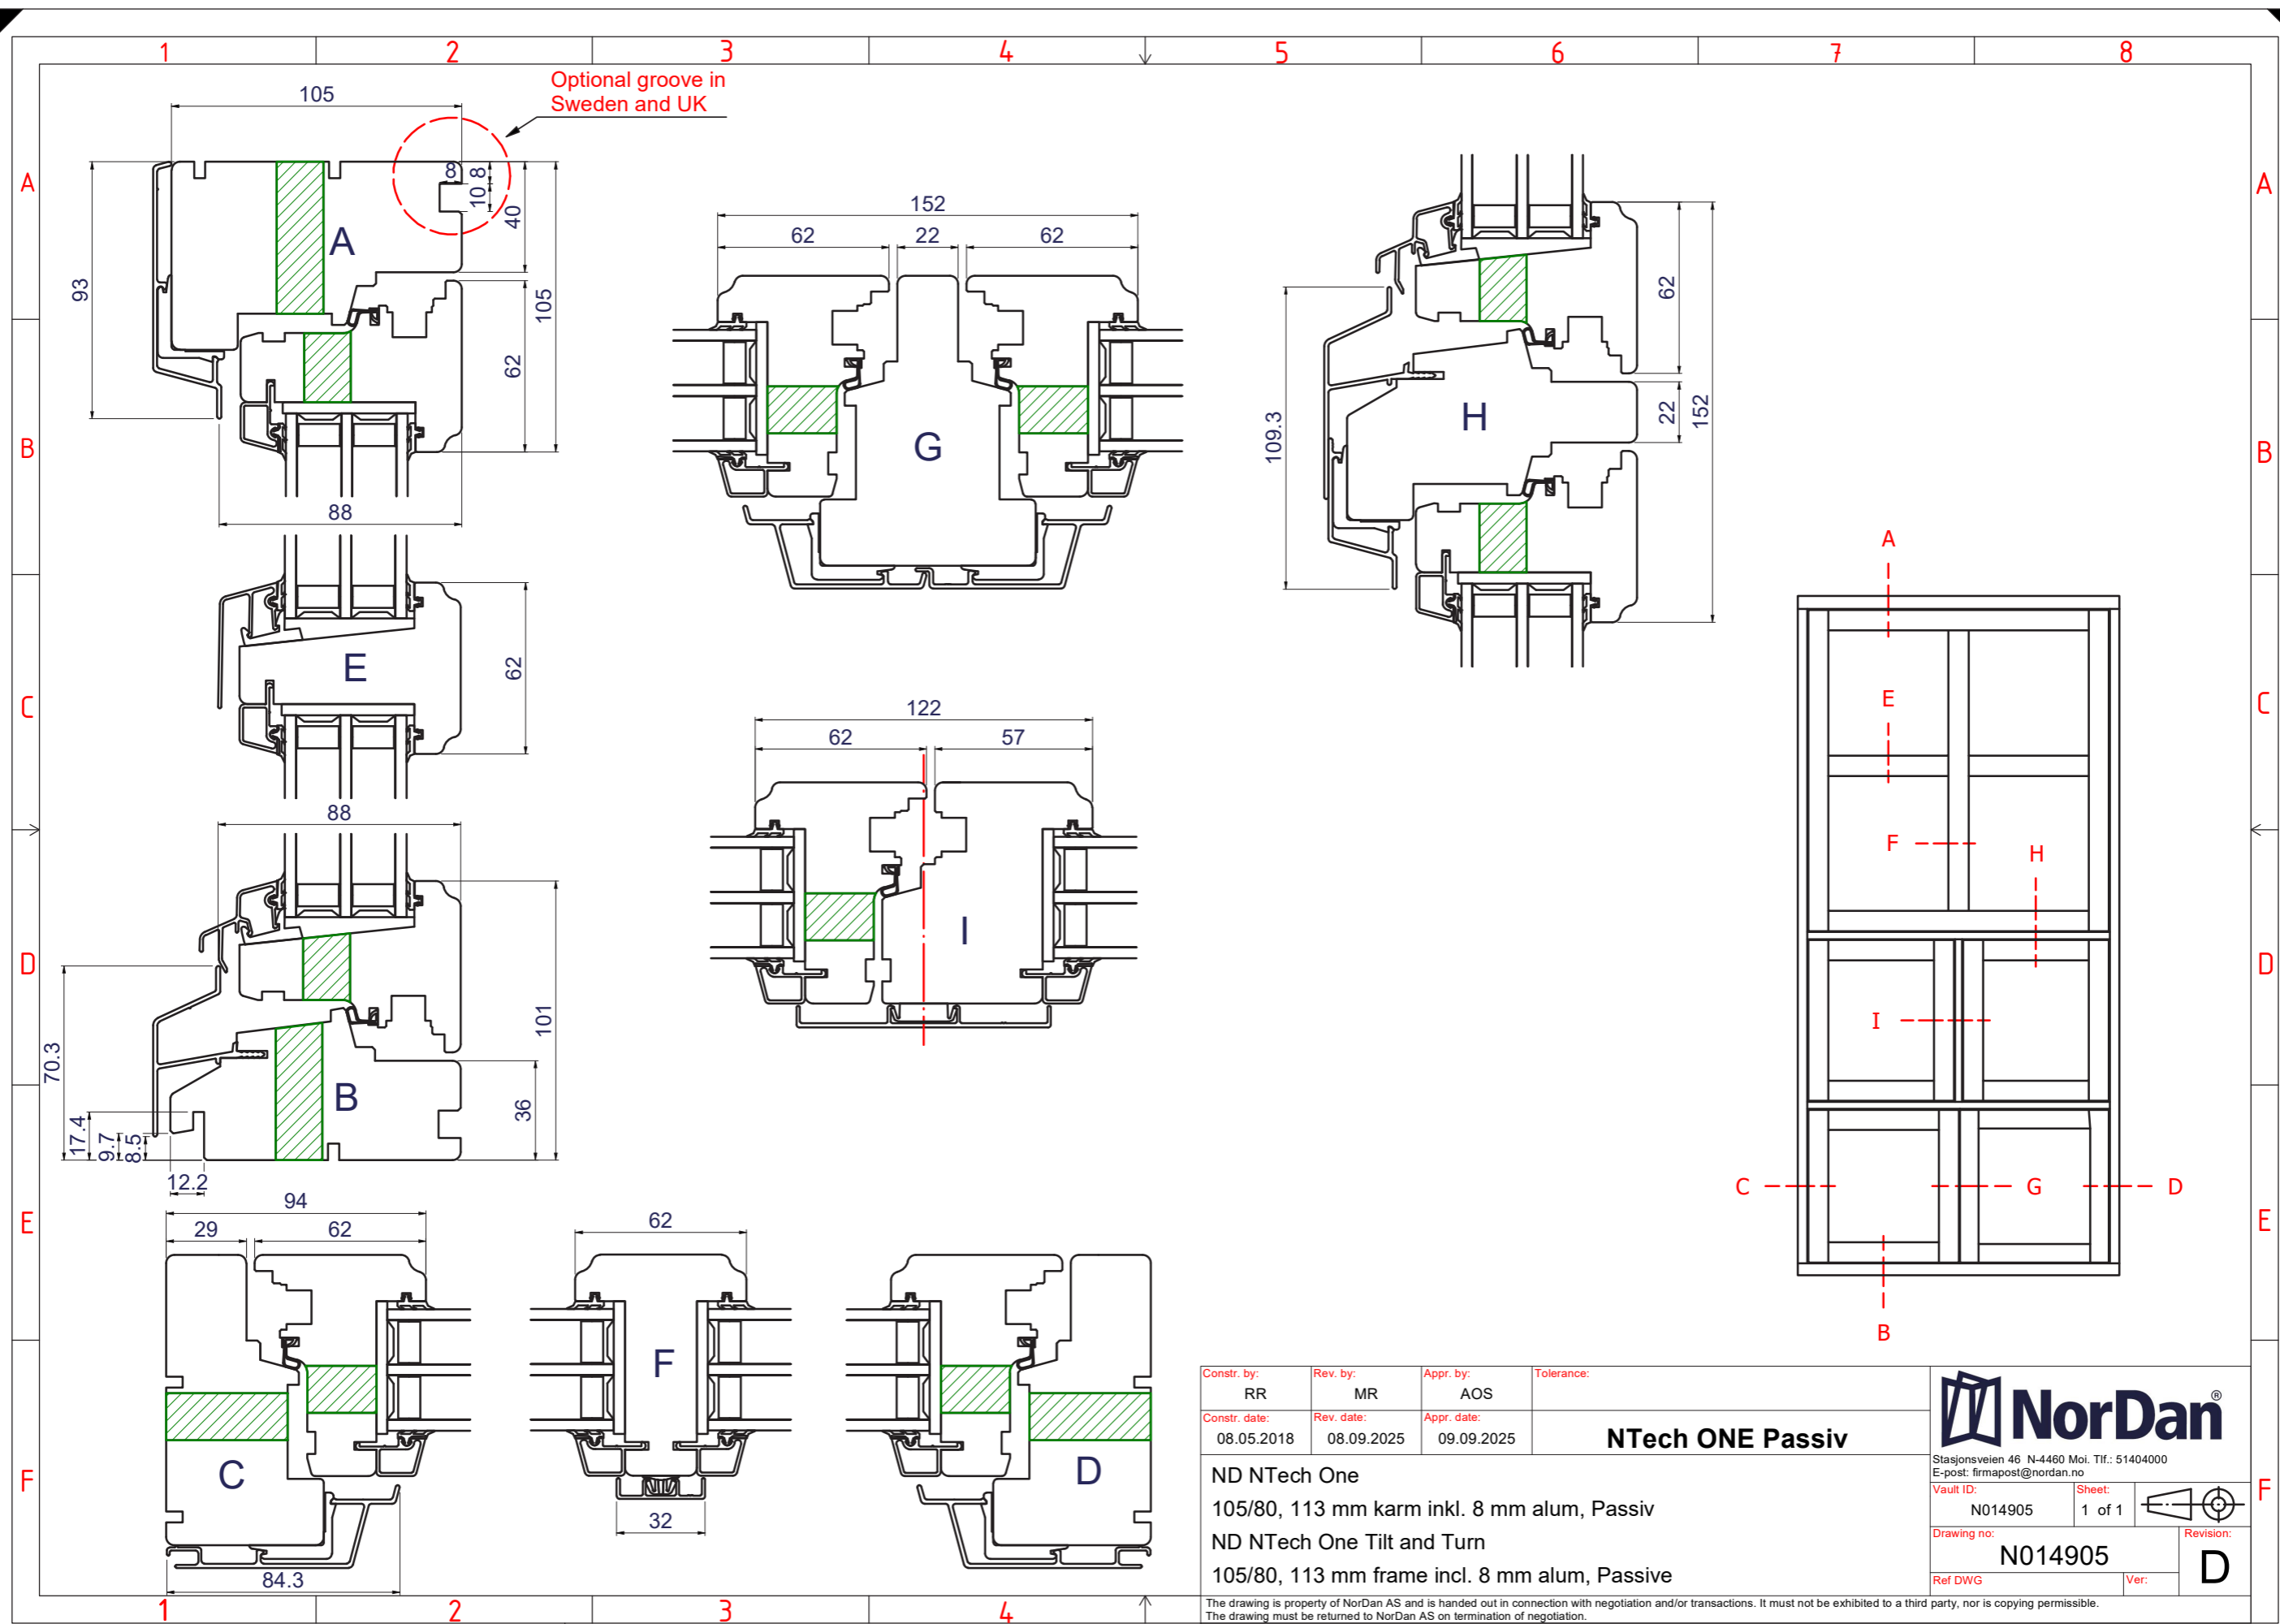 1 2 3 4 5 6 7 8
Optional groove in
Sweden and UK
105
A
A
8
8
10
40
A
93
105
62
88
152
62 22 62
G
62
109.3
H
22
152
B
B
E
62
C
C
A
E
F
H
I
C
G
D
B
122
62 57
I
88
D
D
70.3
101
B
36
17.4
9.7
8.5
12.2
E
E
94
29 62
C
84.3
62
F
32
D
F
F
Constr. by:
RR
Rev. by:
MR
Appr. by:
AOS
Tolerance:
Constr. date:
08.05.2018
Rev. date:
08.09.2025
Appr. date:
09.09.2025
NTech ONE Passiv
ND NTech One
105/80, 113 mm karm inkl. 8 mm alum, Passiv
ND NTech One Tilt and Turn
105/80, 113 mm frame incl. 8 mm alum, Passive
NorDan®
Stasjonsveien 46 N-4460 Moi. Tlf.: 51404000
E-post: firmapost@nordan.no
Vault ID:
N014905
Sheet:
1 of 1
Drawing no:
N014905
Revision:
D
Ref DWG
Ver:
The drawing is property of NorDan AS and is handed out in connection with negotiation and/or transactions. It must not be exhibited to a third party, nor is copying permissible.
The drawing must be returned to NorDan AS on termination of negotiation.
1 2 3 4